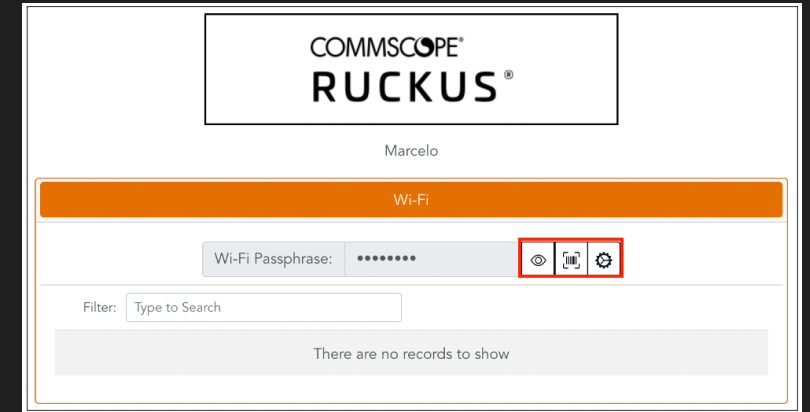 COMMSCOPE®
RUCKUS®
Marcelo
Wi-Fi
Wi-Fi Passphrase: ••••••••
Filter: Type to Search
There are no records to show